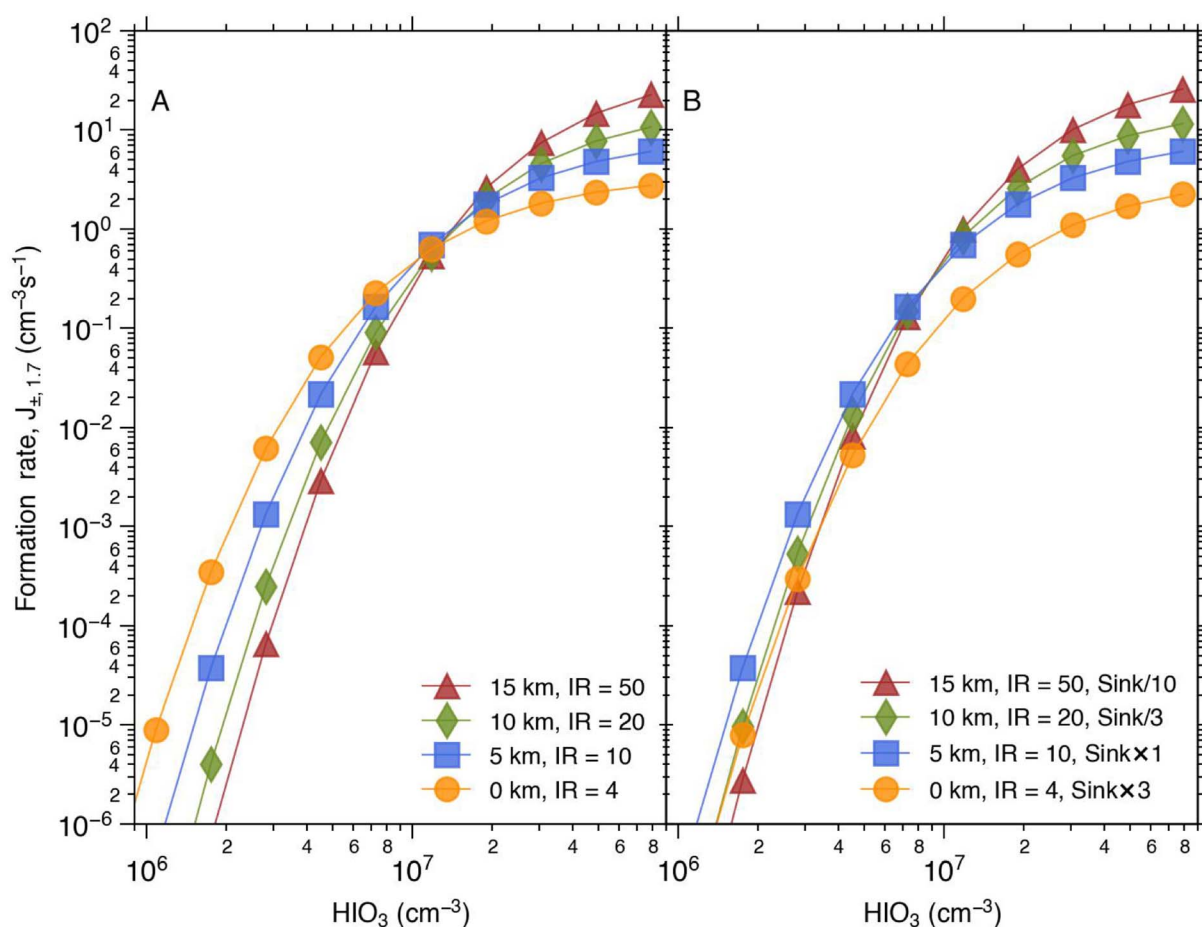 10² 6 4 2 10¹ 6 4 2 10⁰ 6 4 2 10⁻¹ 6 4 2 10⁻² 6 4 2 10⁻³ 6 4 2 10⁻⁴ 6 4 2 10⁻⁵ 6 4 2 10⁻⁶
Formation rate, J±, 1.7 (cm⁻³s⁻¹)
A
15 km, IR = 50
10 km, IR = 20
5 km, IR = 10
0 km, IR = 4
10⁶ 2 4 6 8 10⁷ 2 4 6 8
HIO₃ (cm⁻³)
B
15 km, IR = 50, Sink/10
10 km, IR = 20, Sink/3
5 km, IR = 10, Sink×1
0 km, IR = 4, Sink×3
10⁶ 2 4 6 8 10⁷ 2 4 6 8
HIO₃ (cm⁻³)